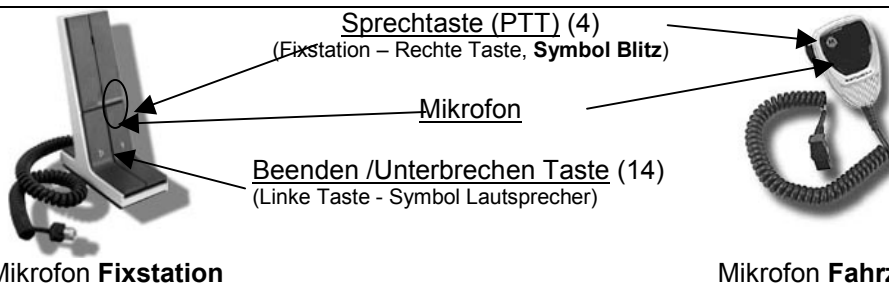 Sprechtaste (PTT) (4)
(Fixstation – Rechte Taste, Symbol Blitz)
Mikrofon
Beenden /Unterbrechen Taste (14)
(Linke Taste - Symbol Lautsprecher)
Mikrofon Fixstation
Mikrofon Fahrz